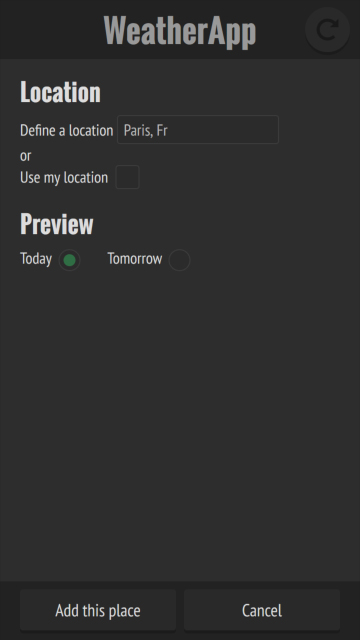 WeatherApp
Location
Define a location Paris, Fr
or
Use my location
Preview
Today Tomorrow
Add this place Cancel